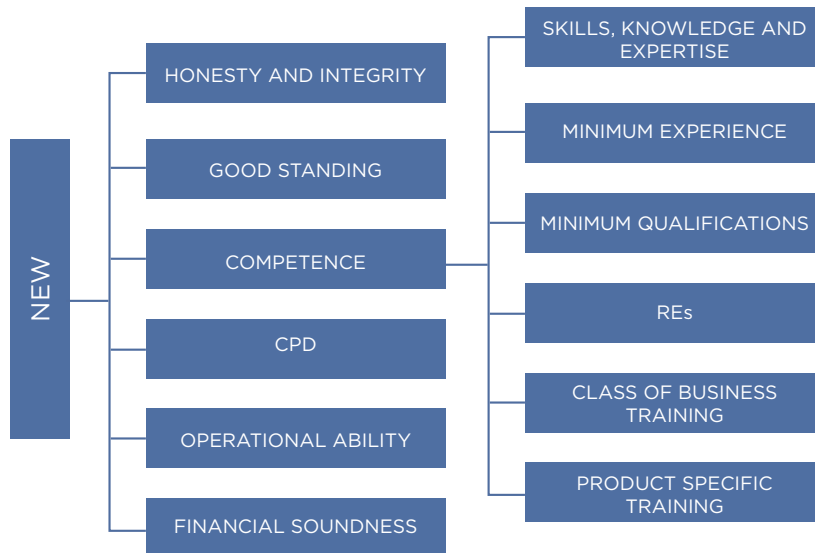 NEW
HONESTY AND INTEGRITY
GOOD STANDING
COMPETENCE
CPD
OPERATIONAL ABILITY
FINANCIAL SOUNDNESS
SKILLS, KNOWLEDGE AND
EXPERTISE
MINIMUM EXPERIENCE
MINIMUM QUALIFICATIONS
REs
CLASS OF BUSINESS
TRAINING
PRODUCT SPECIFIC
TRAINING